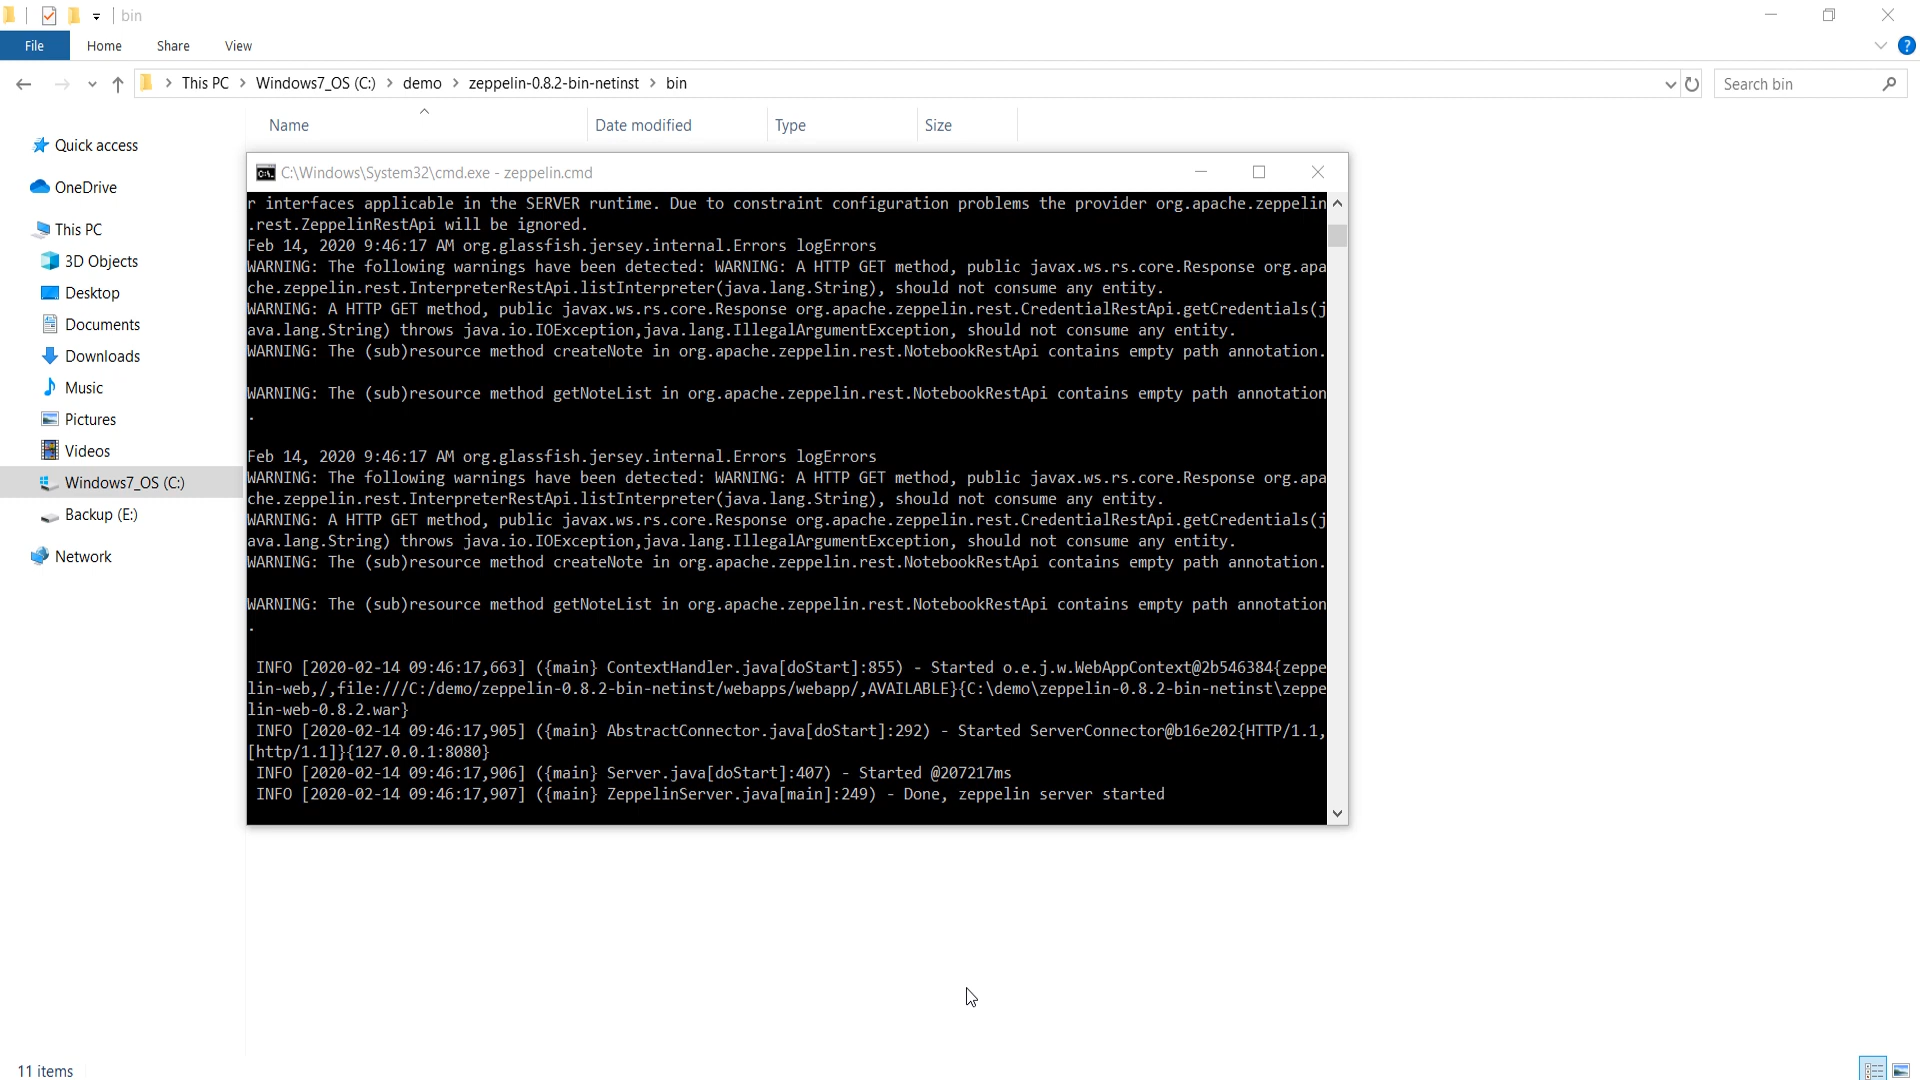 bin
File Home Share View
This PC > Windows7_OS (C:) > demo > zeppelin-0.8.2-bin-netinst > bin
Search bin
Name Date modified Type Size
Quick access
OneDrive
This PC
3D Objects
Desktop
Documents
Downloads
Music
Pictures
Videos
Windows7_OS (C:)
Backup (E:)
Network
C:\Windows\System32\cmd.exe - zeppelin.cmd
r interfaces applicable in the SERVER runtime. Due to constraint configuration problems the provider org.apache.zeppelin
.rest.ZeppelinRestApi will be ignored.
Feb 14, 2020 9:46:17 AM org.glassfish.jersey.internal.Errors logErrors
WARNING: The following warnings have been detected: WARNING: A HTTP GET method, public javax.ws.rs.core.Response org.apa
che.zeppelin.rest.InterpreterRestApi.listInterpreter(java.lang.String), should not consume any entity.
WARNING: A HTTP GET method, public javax.ws.rs.core.Response org.apache.zeppelin.rest.CredentialRestApi.getCredentials(j
ava.lang.String) throws java.io.IOException,java.lang.IllegalArgumentException, should not consume any entity.
WARNING: The (sub)resource method createNote in org.apache.zeppelin.rest.NotebookRestApi contains empty path annotation.
WARNING: The (sub)resource method getNoteList in org.apache.zeppelin.rest.NotebookRestApi contains empty path annotation
.
Feb 14, 2020 9:46:17 AM org.glassfish.jersey.internal.Errors logErrors
WARNING: The following warnings have been detected: WARNING: A HTTP GET method, public javax.ws.rs.core.Response org.apa
che.zeppelin.rest.InterpreterRestApi.listInterpreter(java.lang.String), should not consume any entity.
WARNING: A HTTP GET method, public javax.ws.rs.core.Response org.apache.zeppelin.rest.CredentialRestApi.getCredentials(j
ava.lang.String) throws java.io.IOException,java.lang.IllegalArgumentException, should not consume any entity.
WARNING: The (sub)resource method createNote in org.apache.zeppelin.rest.NotebookRestApi contains empty path annotation.
WARNING: The (sub)resource method getNoteList in org.apache.zeppelin.rest.NotebookRestApi contains empty path annotation
.
INFO [2020-02-14 09:46:17,663] ({main} ContextHandler.java[doStart]:855) - Started o.e.j.w.WebAppContext@2b546384{zeppe
lin-web,/,file:///C:/demo/zeppelin-0.8.2-bin-netinst/webapps/webapp/,AVAILABLE}{C:\demo\zeppelin-0.8.2-bin-netinst\zeppe
lin-web-0.8.2.war}
INFO [2020-02-14 09:46:17,905] ({main} AbstractConnector.java[doStart]:292) - Started ServerConnector@b16e202{HTTP/1.1,
[http/1.1]}{127.0.0.1:8080}
INFO [2020-02-14 09:46:17,906] ({main} Server.java[doStart]:407) - Started @207217ms
INFO [2020-02-14 09:46:17,907] ({main} ZeppelinServer.java[main]:249) - Done, zeppelin server started
11 items